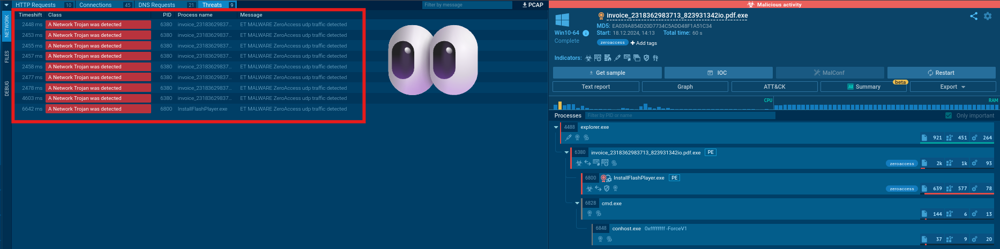 HTTP Requests 10 Connections 45 DNS Requests 21 Threats 9 Filter by message PCAP
NETWORK
FILES
DEBUG
Timeshift Class PID Process name Message
2448 ms A Network Trojan was detected 6380 invoice_23183629837... ET MALWARE ZeroAccess udp traffic detected
2453 ms A Network Trojan was detected 6380 invoice_23183629837... ET MALWARE ZeroAccess udp traffic detected
2455 ms A Network Trojan was detected 6380 invoice_23183629837... ET MALWARE ZeroAccess udp traffic detected
2457 ms A Network Trojan was detected 6380 invoice_23183629837... ET MALWARE ZeroAccess udp traffic detected
2458 ms A Network Trojan was detected 6380 invoice_23183629837... ET MALWARE ZeroAccess udp traffic detected
2477 ms A Network Trojan was detected 6380 invoice_23183629837... ET MALWARE ZeroAccess udp traffic detected
2478 ms A Network Trojan was detected 6380 invoice_23183629837... ET MALWARE ZeroAccess udp traffic detected
4603 ms A Network Trojan was detected 6380 invoice_23183629837... ET MALWARE ZeroAccess udp traffic detected
6642 ms A Network Trojan was detected 6800 InstallFlashPlayer.exe ET MALWARE ZeroAccess udp traffic detected
Malicious activity
invoice_2318362983713_823931342io.pdf.exe
MD5: EA039A854D20D7734C5ADD48F1A51C34
Win10-64 Start: 18.12.2024, 14:13 Total time: 60 s
Complete
zeroaccess + Add tags
Indicators:
Get sample IOC MalConf Restart
Text report Graph ATT&CK AI Summary beta Export
CPU RAM
Processes Filter by PID or name Only important
4488 explorer.exe
921 451 264
6380 invoice_2318362983713_823931342io.pdf.exe PE
zeroaccess 2k 1k 93
6800 InstallFlashPlayer.exe PE
zeroaccess 639 577 78
6828 cmd.exe
144 6 13
6848 conhost.exe 0xffffffff -ForceV1
37 9 20